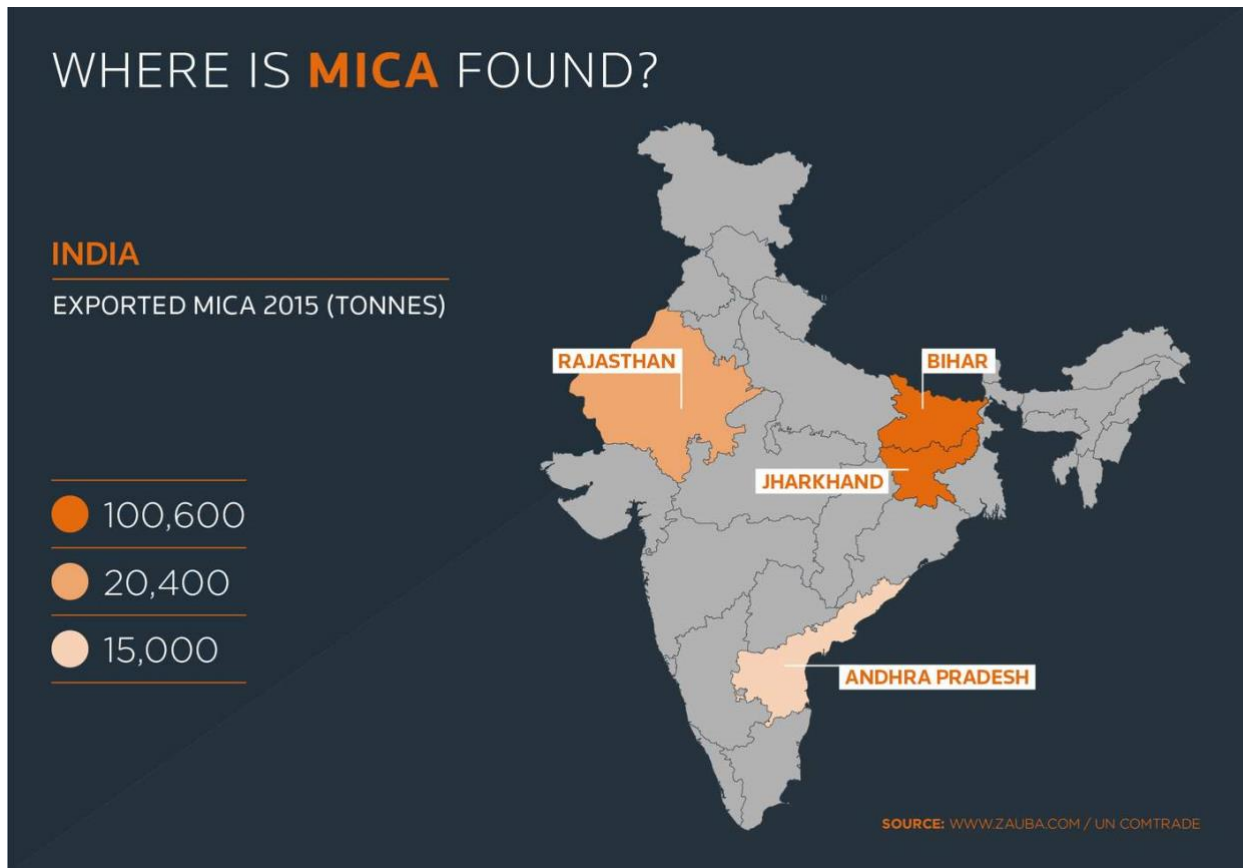 WHERE IS MICA FOUND?
INDIA
EXPORTED MICA 2015 (TONNES)
RAJASTHAN
BIHAR
JHARKHAND
100,600
20,400
15,000
ANDHRA PRADESH
SOURCE: WWW.ZAUBA.COM / UN COMTRADE